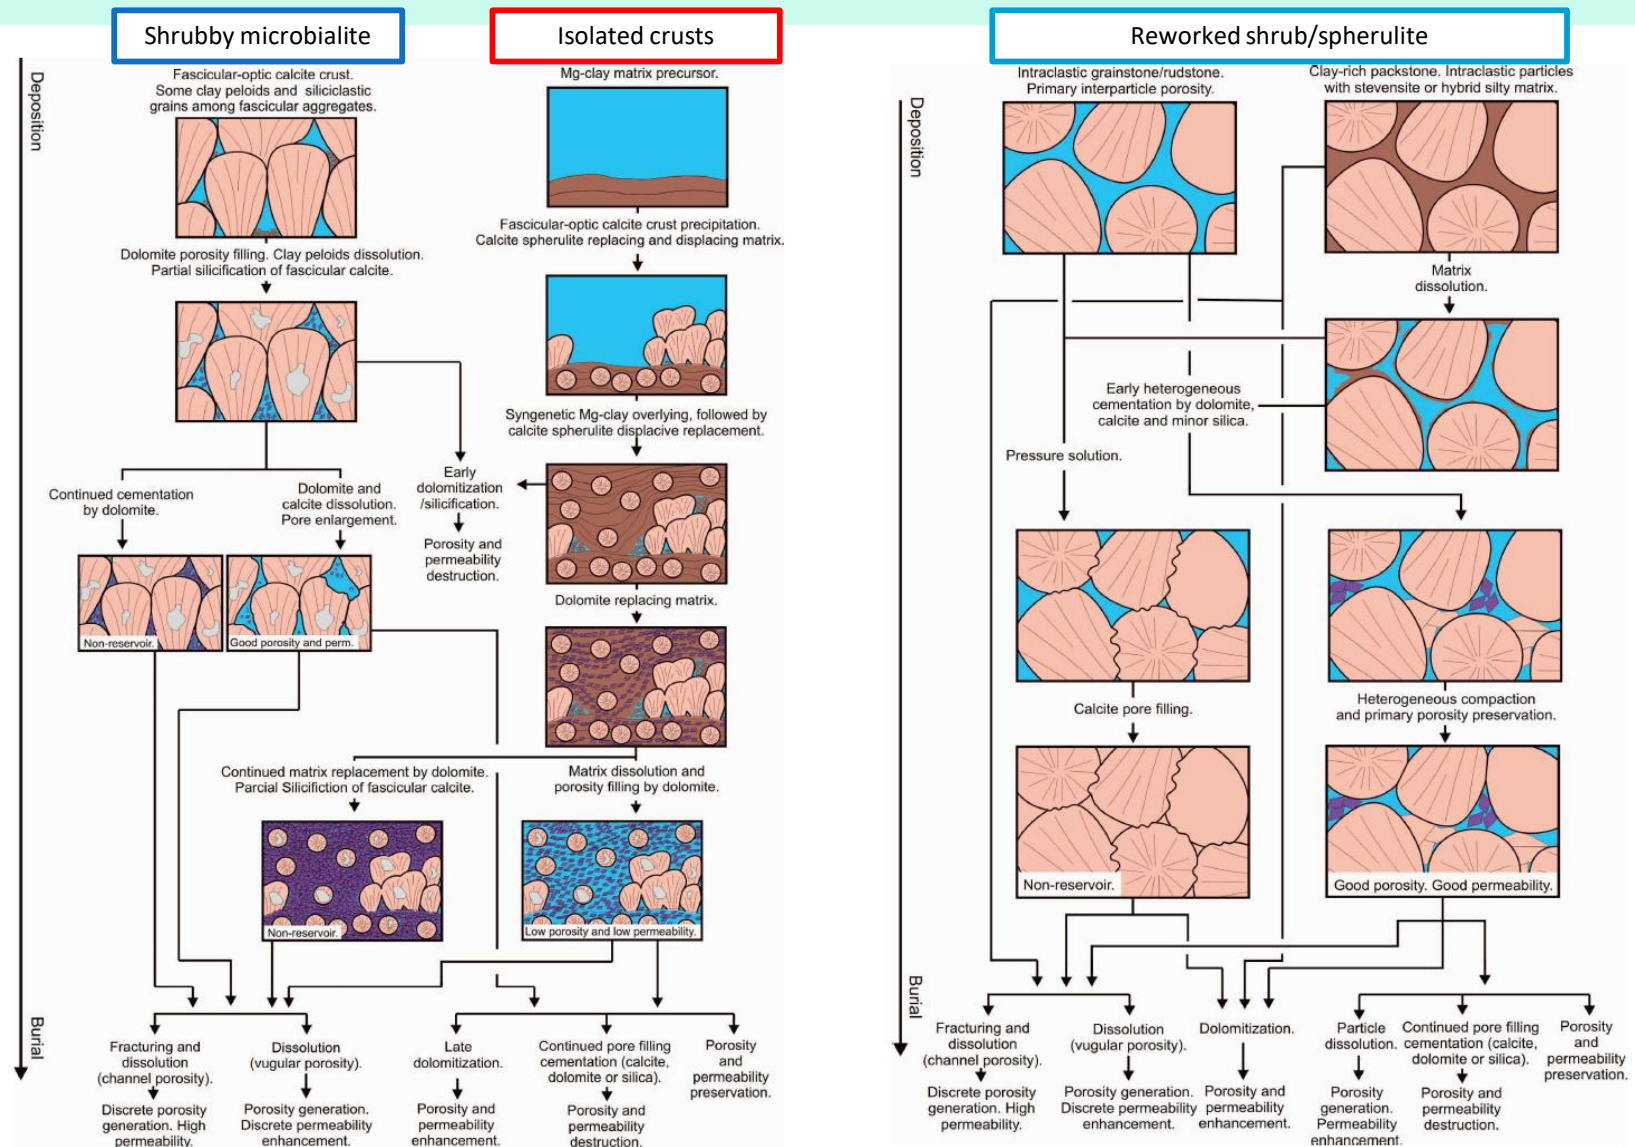 Shrubby microbialite
Isolated crusts
Reworked shrub/spherulite
Deposition
Burial
Fascicular-optic calcite crust.
Some clay peloids and siliciclastic
grains among fascicular aggregates.
Dolomite porosity filling. Clay peloids dissolution.
Partial silicification of fascicular calcite.
Continued cementation
by dolomite.
Dolomite and
calcite dissolution.
Pore enlargement.
Early
dolomitization
/silicification.
Porosity and
permeability
destruction.
Non-reservoir.
Good porosity and perm.
Mg-clay matrix precursor.
Fascicular-optic calcite crust precipitation.
Calcite spherulite replacing and displacing matrix.
Syngenetic Mg-clay overlying, followed by
calcite spherulite displacive replacement.
Dolomite replacing matrix.
Continued matrix replacement by dolomite.
Parcial Silicifiction of fascicular calcite.
Matrix dissolution and
porosity filling by dolomite.
Non-reservoir.
Low porosity and low permeability.
Fracturing and
dissolution
(channel porosity).
Discrete porosity
generation. High
permeability.
Dissolution
(vugular porosity).
Porosity generation.
Discrete permeability
enhancement.
Late
dolomitization.
Porosity and
permeability
enhancement.
Continued pore filling
cementation (calcite,
dolomite or silica).
Porosity and
permeability
destruction.
Porosity
and
permeability
preservation.
Deposition
Burial
Intraclastic grainstone/rudstone.
Primary interparticle porosity.
Clay-rich packstone. Intraclastic particles
with stevensite or hybrid silty matrix.
Matrix
dissolution.
Early heterogeneous
cementation by dolomite,
calcite and minor silica.
Pressure solution.
Calcite pore filling.
Heterogeneous compaction
and primary porosity preservation.
Non-reservoir.
Good porosity. Good permeability.
Fracturing and
dissolution
(channel porosity).
Discrete porosity
generation. High
permeability.
Dissolution
(vugular porosity).
Porosity generation.
Discrete permeability
enhancement.
Dolomitization.
Porosity and
permeability
enhancement.
Particle
dissolution.
Porosity
generation.
Permeability
enhancement.
Continued pore filling
cementation (calcite,
dolomite or silica).
Porosity and
permeability
destruction.
Porosity
and
permeability
preservation.